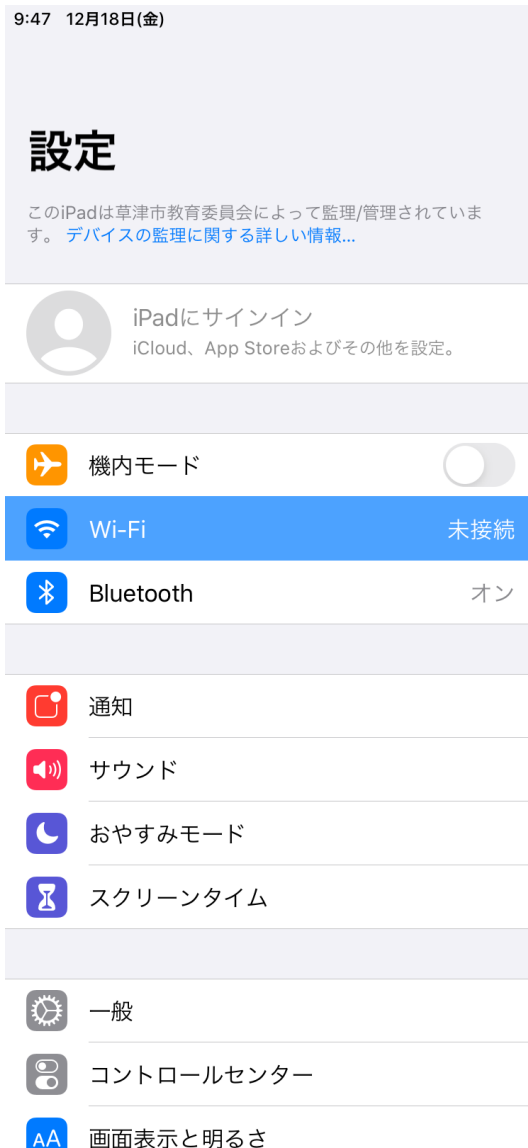 9:47 12月18日(金)
設定
このiPadは草津市教育委員会によって監理/管理されていま
す。 デバイスの監理に関する詳しい情報...
iPadにサインイン
iCloud、App Storeおよびその他を設定。
機内モード
Wi-Fi 未接続
Bluetooth オン
通知
サウンド
おやすみモード
スクリーンタイム
一般
コントロールセンター
AA 画面表示と明るさ